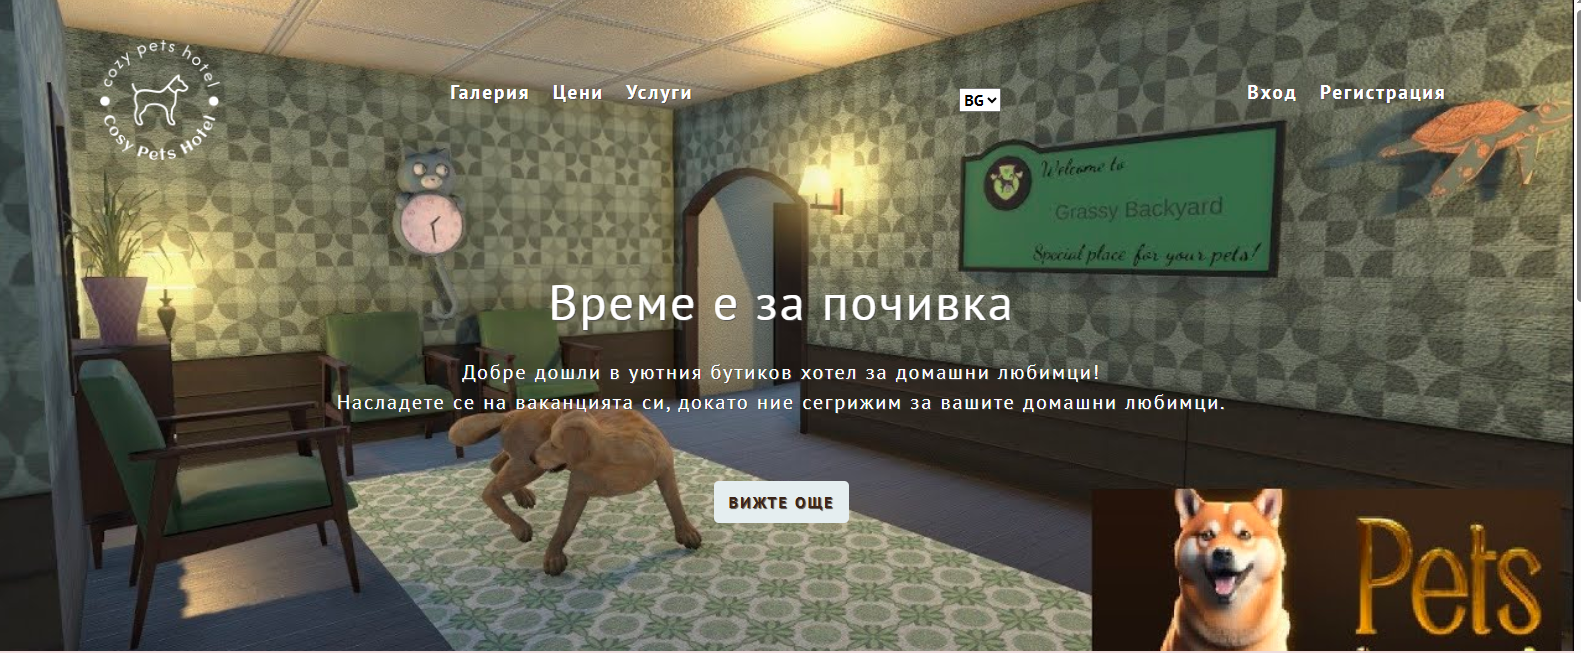 cozy pets hotel
Cosy Pets Hotel
Галерия Цени Услуги
BG
Вход Регистрация
Welcome to
Grassy Backyard
Special place for your pets!
Време е за почивка
Добре дошли в уютния бутиков хотел за домашни любимци!
Насладете се на ваканцията си, докато ние сегрижим за вашите домашни любимци.
ВИЖТЕ ОЩЕ
Pets